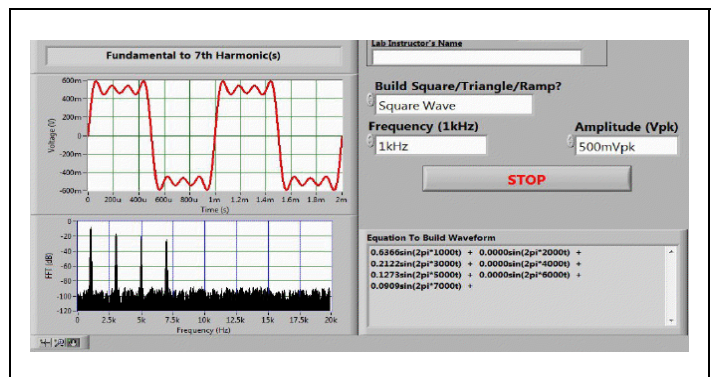 Lab Instructor's Name
Fundamental to 7th Harmonic(s)
600m
400m
200m
0
-200m
-400m
-600m
Voltage (V)
0 200u 400u 600u 800u 1m 1.2m 1.4m 1.6m 1.8m 2m
Time (s)
0
-20
-40
-60
-80
-100
-120
FFT (dB)
0 2.5k 5k 7.5k 10k 12.5k 15k 17.5k 20k
Frequency (Hz)
Build Square/Triangle/Ramp?
Square Wave
Frequency (1kHz) Amplitude (Vpk)
1kHz 500mVpk
STOP
Equation To Build Waveform
0.6366sin(2pi*1000t) + 0.0000sin(2pi*2000t) +
0.2122sin(2pi*3000t) + 0.0000sin(2pi*4000t) +
0.1273sin(2pi*5000t) + 0.0000sin(2pi*6000t) +
0.0909sin(2pi*7000t) +